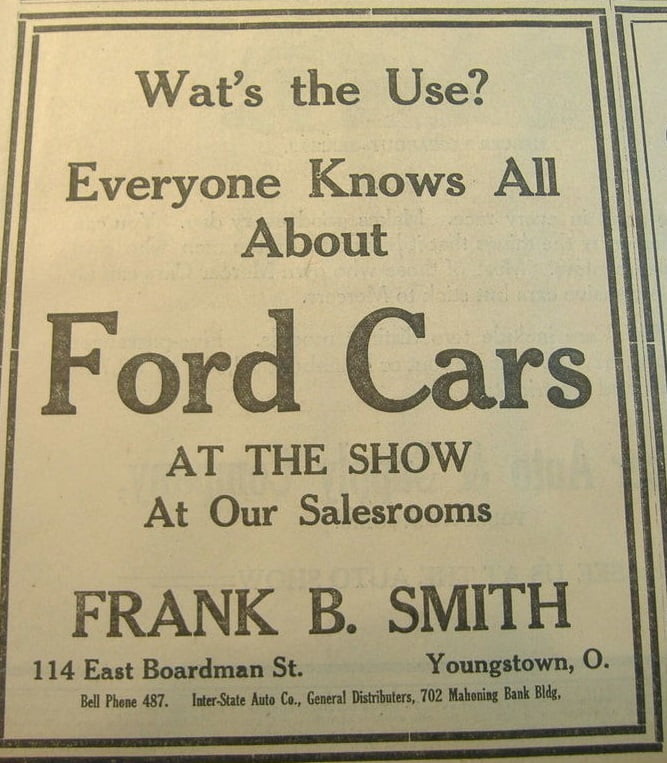 Wat's the Use?
Everyone Knows All
About
Ford Cars
AT THE SHOW
At Our Salesrooms
FRANK B. SMITH
114 East Boardman St. Youngstown, O.
Bell Phone 487. Inter-State Auto Co., General Distributers, 702 Mahoning Bank Bldg,